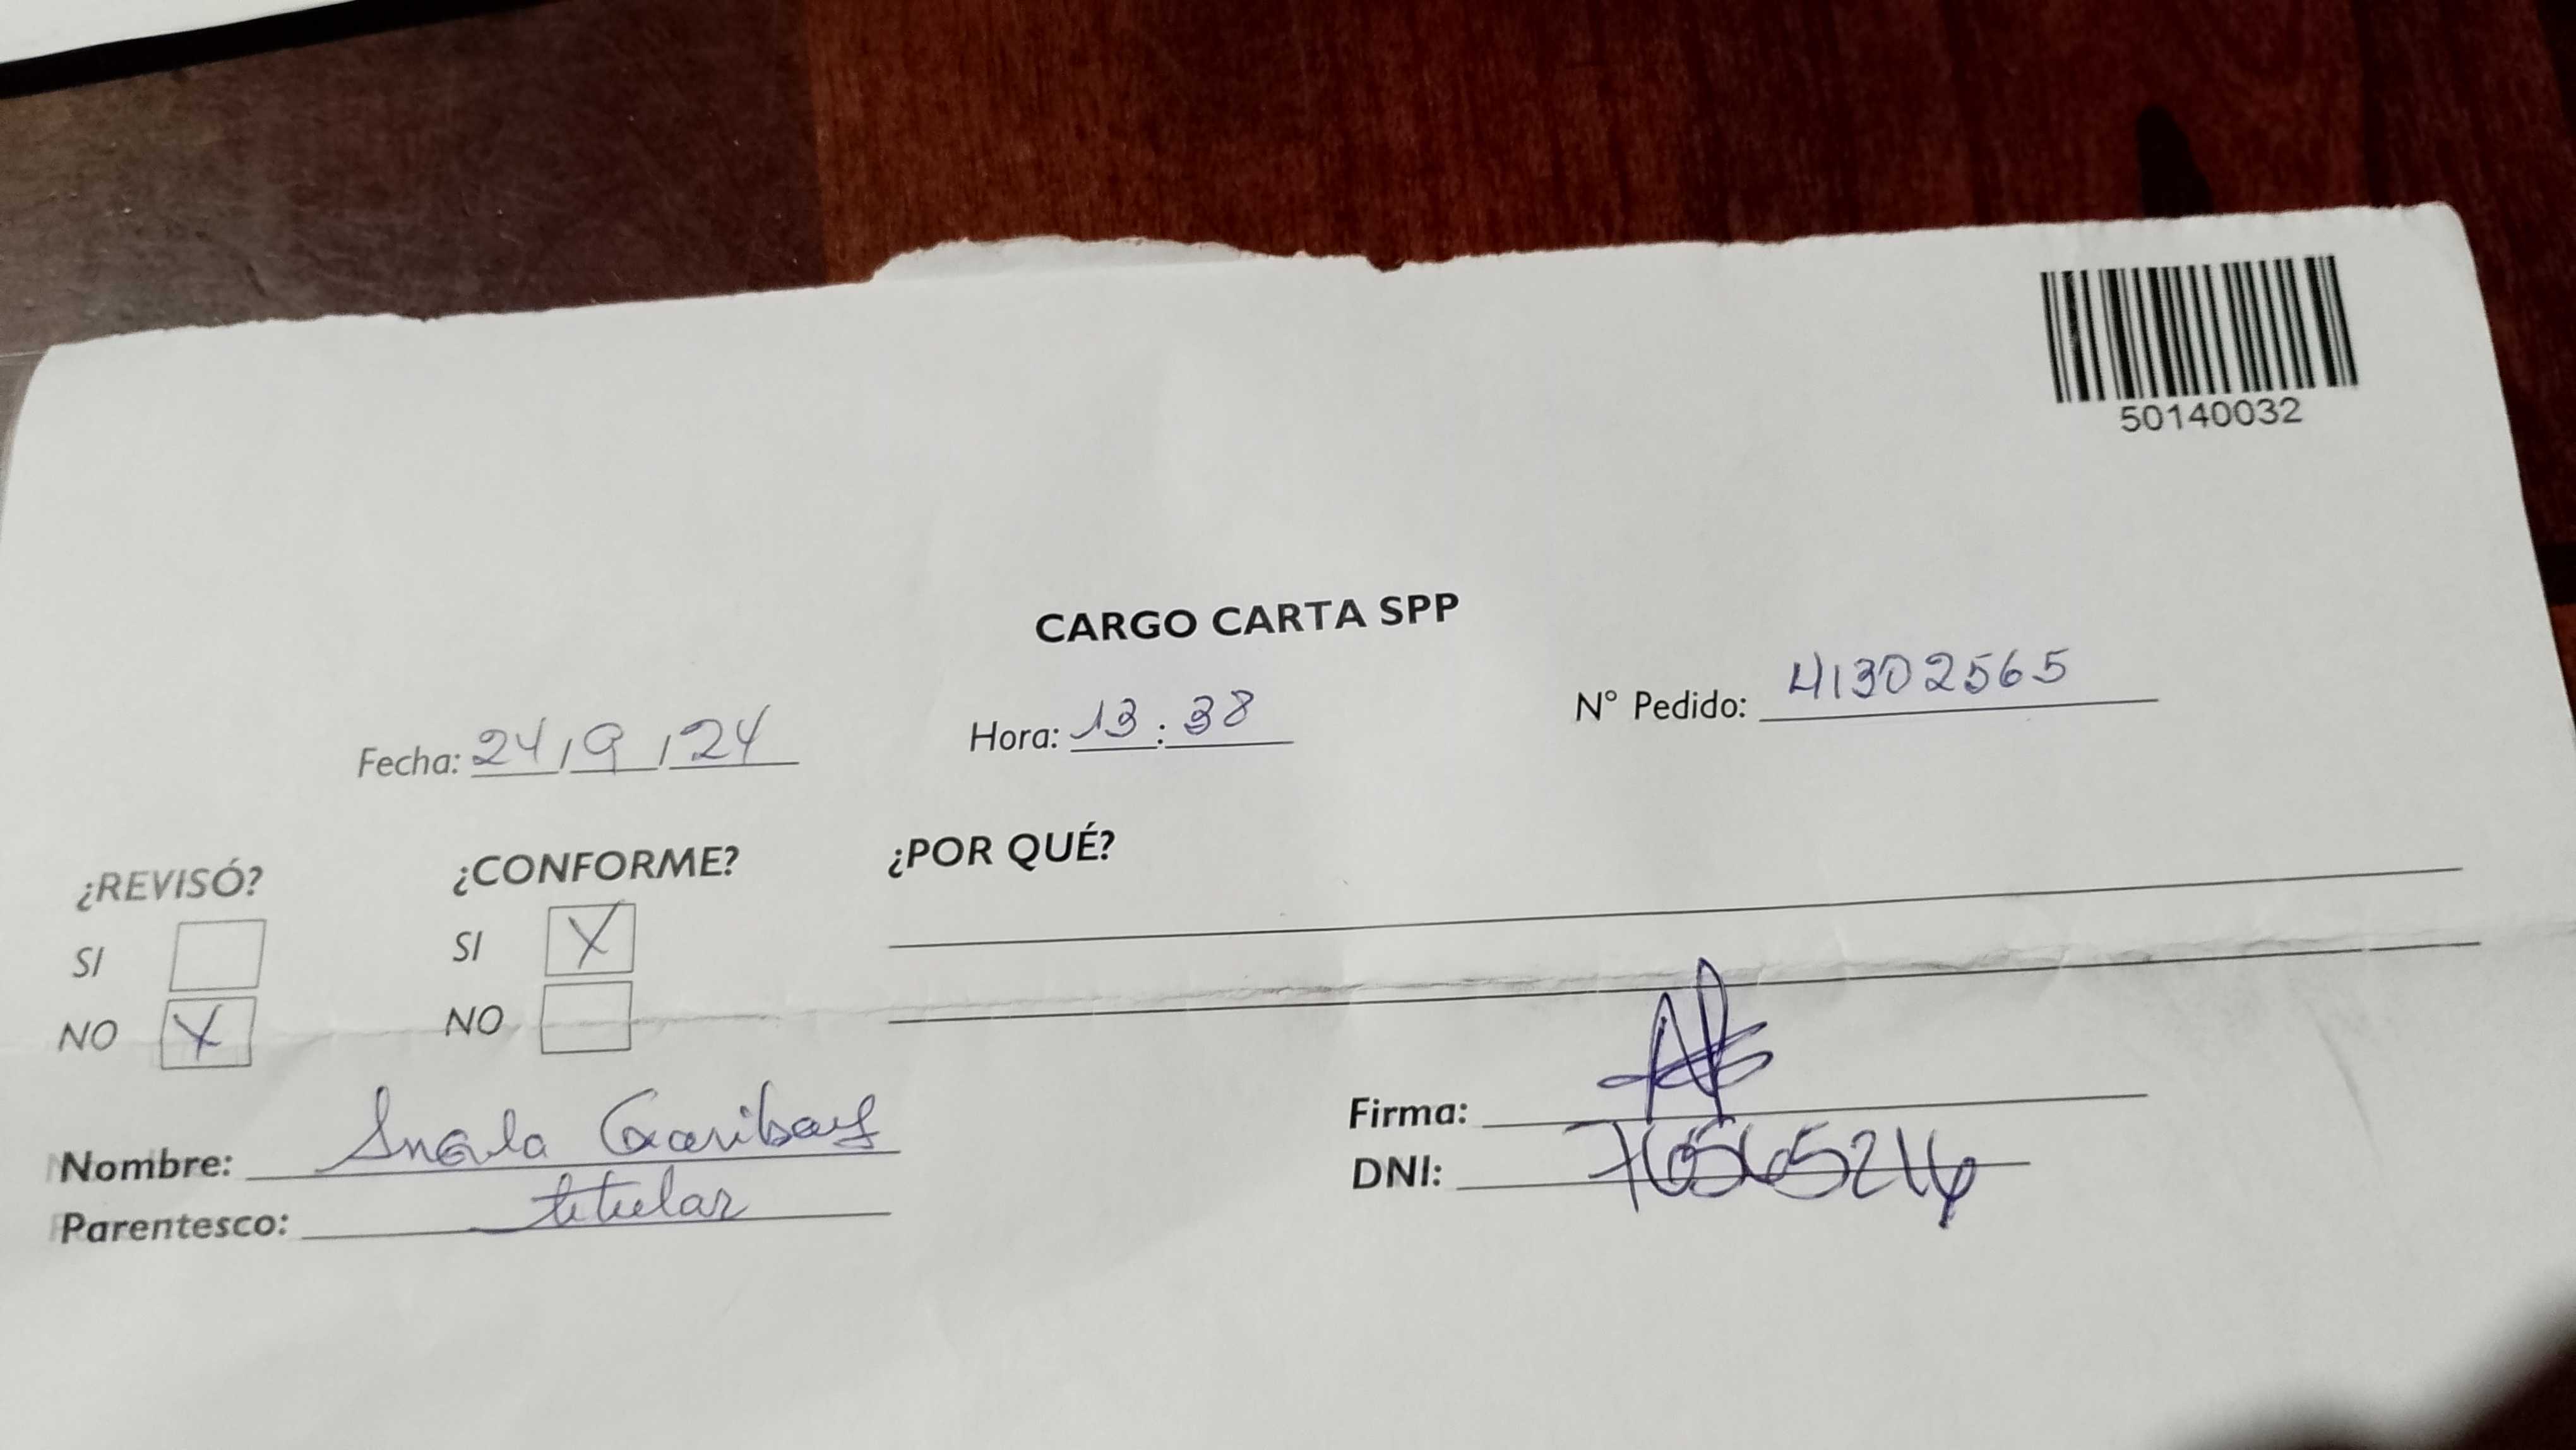 50140032
CARGO CARTA SPP
Fecha: 24/9/24 Hora: 13:38 N° Pedido: 41302565
¿REVISÓ? ¿CONFORME? ¿POR QUÉ?
SI SI X
NO X NO
Nombre: Garibay Firma:
Parentesco: titular DNI: